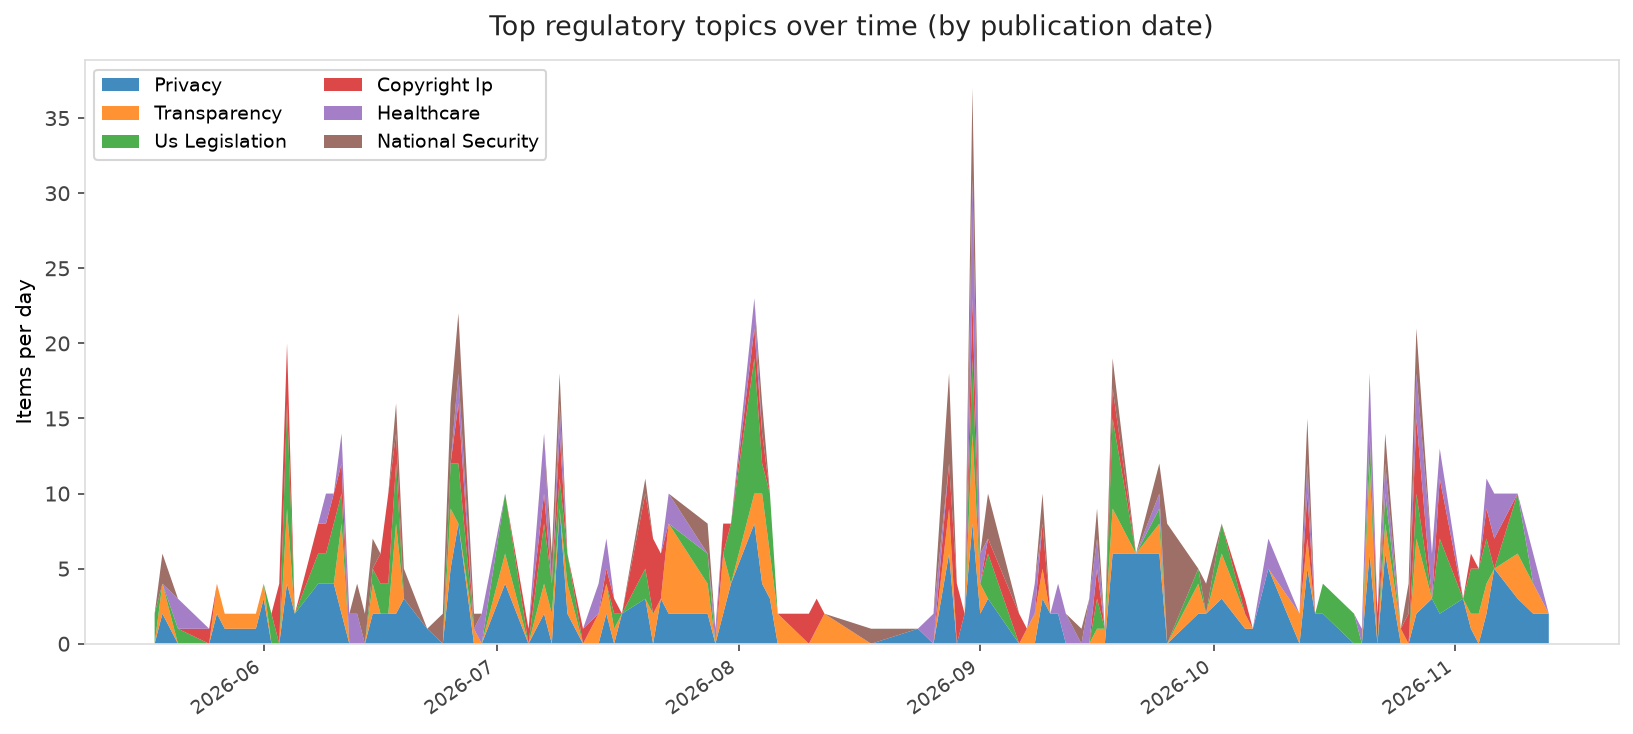 Top regulatory topics over time (by publication date)
Privacy
Transparency
Us Legislation
Copyright Ip
Healthcare
National Security
Items per day
35
30
25
20
15
10
5
0
2026-06
2026-07
2026-08
2026-09
2026-10
2026-11